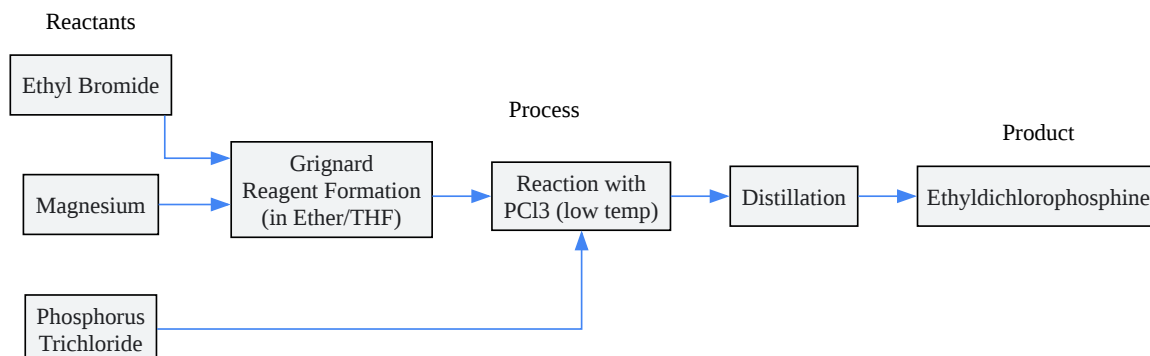 Reactants
Ethyl Bromide
Process
Product
Grignard
Reagent Formation
(in Ether/THF)
Reaction with
PCl3 (low temp)
Distillation
Ethyldichlorophosphine
Magnesium
Phosphorus
Trichloride